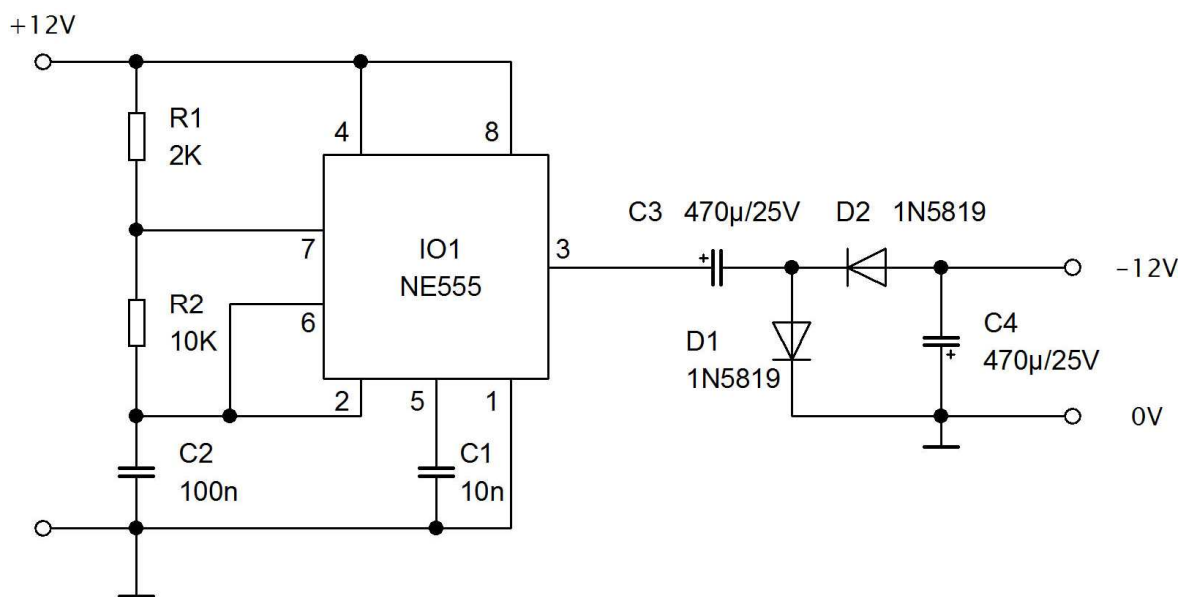 +12V
R1
2K
4
8
7
IO1
NE555
3
C3 470µ/25V
D2 1N5819
-12V
R2
10K
6
D1
1N5819
C4
470µ/25V
2
5
1
0V
C2
100n
C1
10n
+
+